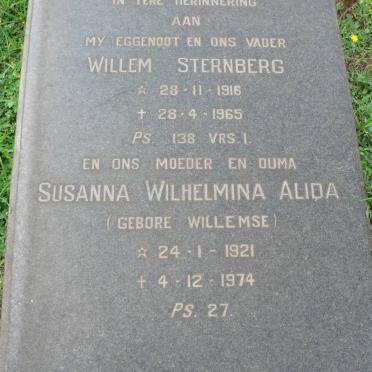 IN TERE HERINNERING
AAN
MY EGGENOOT EN ONS VADER
WILLEM STERNBERG
☆ 28-11-1916
✝ 28-4-1965
PS. 138 VRS. 1.
EN ONS MOEDER EN OUMA
SUSANNA WILHELMINA ALIDA
(GEBORE WILLEMSE)
☆ 24-1-1921
✝ 4-12-1974
PS. 27.